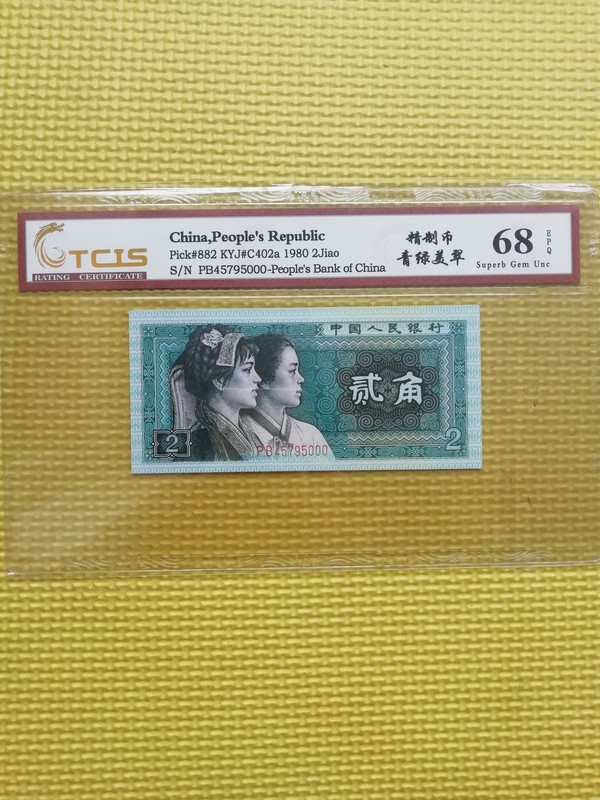 TCIS
RATING CERTIFICATE
China,People's Republic
Pick#882 KYJ#C402a 1980 2Jiao
S/N PB45795000-People's Bank of China
精制币
青绿美翠
68
EPQ
Superb Gem Unc
中国人民银行
贰角
2
2
PB45795000